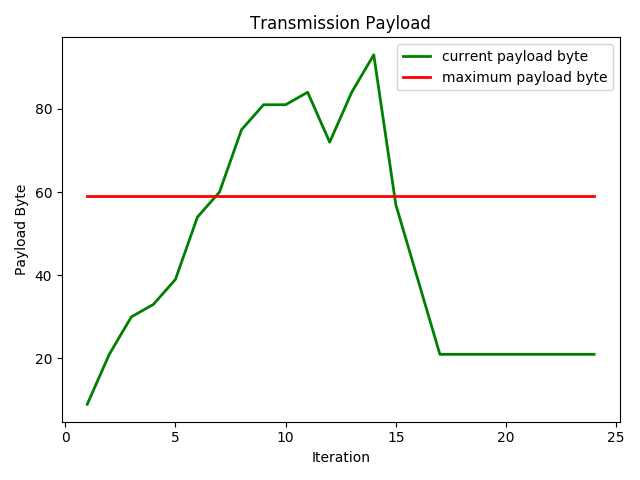 Transmission Payload
current payload byte
maximum payload byte
Payload Byte
80
60
40
20
0
5
10
15
20
25
Iteration